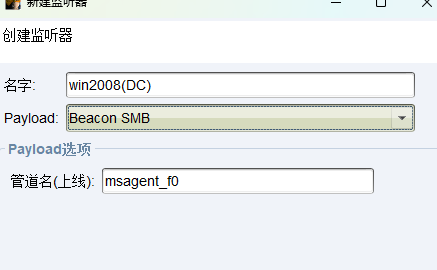 新建监听器
创建监听器
名字: win2008(DC)
Payload: Beacon SMB
Payload选项
管道名(上线): msagent_f0